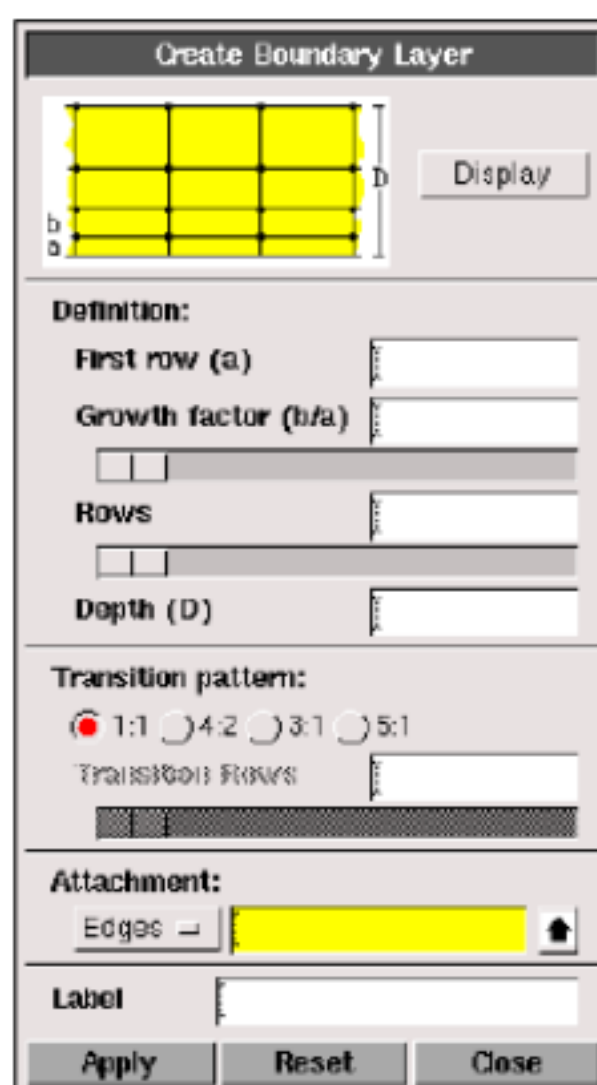 Create Boundary Layer
D
Display
b
a
Definition:
First row (a)
Growth factor (b/a)
Rows
Depth (D)
Transition pattern:
1:1 4:2 3:1 5:1
Transition Rows
Attachment:
Edges
Label
Apply Reset Close